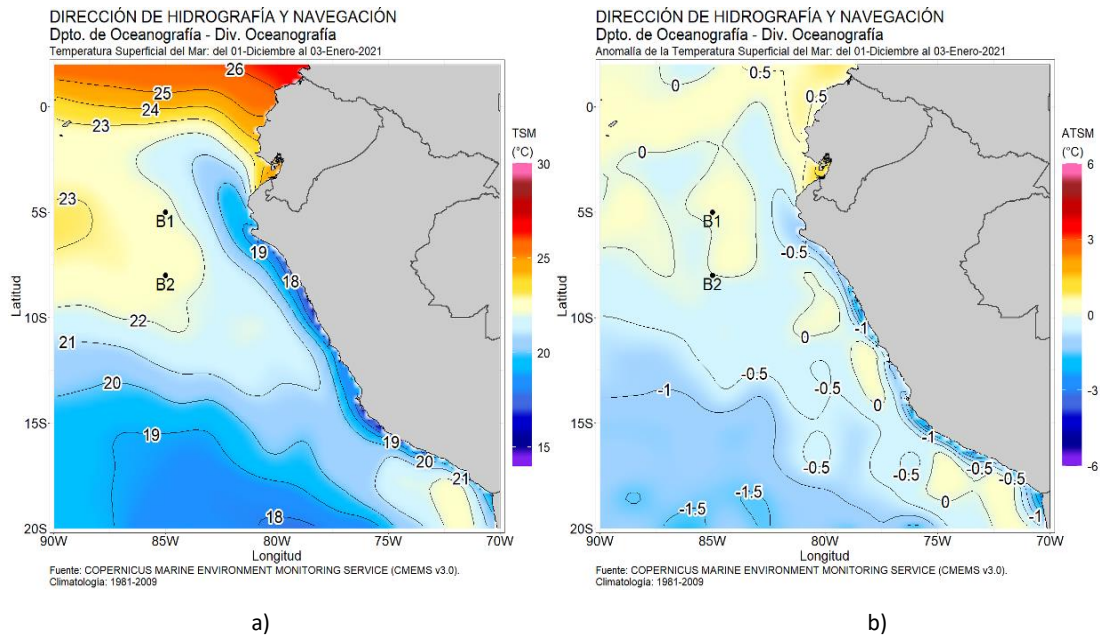 DIRECCIÓN DE HIDROGRAFÍA Y NAVEGACIÓN
Dpto. de Oceanografía - Div. Oceanografía
Temperatura Superficial del Mar: del 01-Diciembre al 03-Enero-2021
26
25
24
23
23
22
21
20
19
18
19
18
19
20
21
B1
B2
0
5S
10S
15S
20S
Latitud
90W
85W
80W
75W
70W
Longitud
TSM
(°C)
30
25
20
15
Fuente: COPERNICUS MARINE ENVIRONMENT MONITORING SERVICE (CMEMS v3.0).
Climatología: 1981-2009
a)
DIRECCIÓN DE HIDROGRAFÍA Y NAVEGACIÓN
Dpto. de Oceanografía - Div. Oceanografía
Anomalía de la Temperatura Superficial del Mar: del 01-Diciembre al 03-Enero-2021
0
0.5
0.5
0
0
B1
B2
-0.5
-1
0
-0.5
-0.5
0
-1
-1
-0.5
-0.5
-0.5
-0.5
0
0
-1
-1.5
-1.5
0
5S
10S
15S
20S
Latitud
90W
85W
80W
75W
70W
Longitud
ATSM
(°C)
6
3
0
-3
-6
Fuente: COPERNICUS MARINE ENVIRONMENT MONITORING SERVICE (CMEMS v3.0).
Climatología: 1981-2009
b)